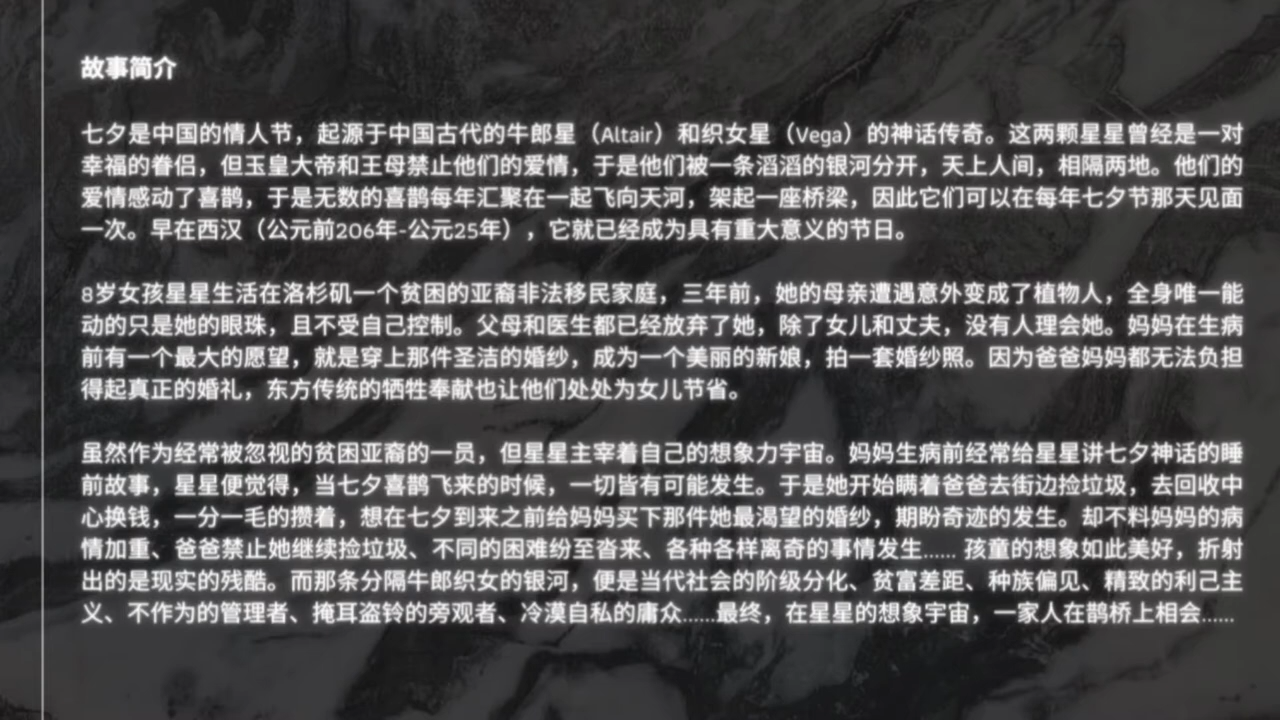 故事简介
七夕是中国的情人节，起源于中国古代的牛郎星（Altair）和织女星（Vega）的神话传奇。这两颗星星曾经是一对
幸福的眷侣，但玉皇大帝和王母禁止他们的爱情，于是他们被一条滔滔的银河分开，天上人间，相隔两地。他们的
爱情感动了喜鹊，于是无数的喜鹊每年汇聚在一起飞向天河，架起一座桥梁，因此它们可以在每年七夕节那天见面
一次。早在西汉（公元前206年-公元25年），它就已经成为具有重大意义的节日。
8岁女孩星星生活在洛杉矶一个贫困的亚裔非法移民家庭，三年前，她的母亲遭遇意外变成了植物人，全身唯一能
动的只是她的眼珠，且不受自己控制。父母和医生都已经放弃了她，除了女儿和丈夫，没有人理会她。妈妈在生病
前有一个最大的愿望，就是穿上那件圣洁的婚纱，成为一个美丽的新娘，拍一套婚纱照。因为爸爸妈妈都无法负担
得起真正的婚礼，东方传统的牺牲奉献也让他们处处为女儿节省。
虽然作为经常被忽视的贫困亚裔的一员，但星星主宰着自己的想象力宇宙。妈妈生病前经常给星星讲七夕神话的睡
前故事，星星便觉得，当七夕喜鹊飞来的时候，一切皆有可能发生。于是她开始瞒着爸爸去街边捡垃圾，去回收中
心换钱，一分一毛的攒着，想在七夕到来之前给妈妈买下那件她最渴望的婚纱，期盼奇迹的发生。却不料妈妈的病
情加重、爸爸禁止她继续捡垃圾、不同的困难纷至沓来、各种各样离奇的事情发生...... 孩童的想象如此美好，折射
出的是现实的残酷。而那条分隔牛郎织女的银河，便是当代社会的阶级分化、贫富差距、种族偏见、精致的利己主
义、不作为的管理者、掩耳盗铃的旁观者、冷漠自私的庸众......最终，在星星的想象宇宙，一家人在鹊桥上相会......